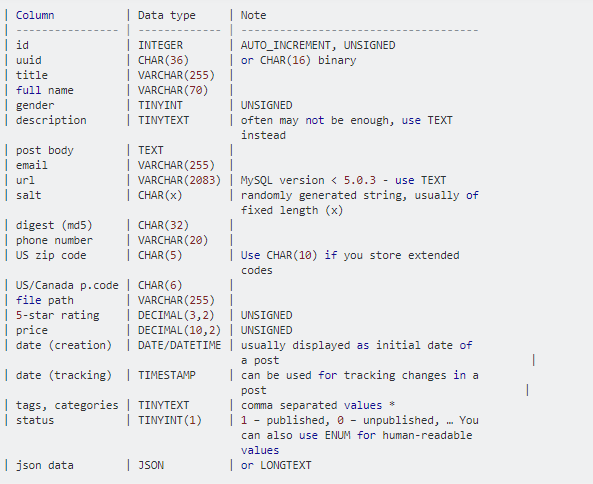 | Column | Data type | Note
| ---------------- | ------------- | -------------------------------------
| id | INTEGER | AUTO_INCREMENT, UNSIGNED
| uuid | CHAR(36) | or CHAR(16) binary
| title | VARCHAR(255) |
| full name | VARCHAR(70) |
| gender | TINYINT | UNSIGNED
| description | TINYTEXT | often may not be enough, use TEXT
instead
| post body | TEXT |
| email | VARCHAR(255) |
| url | VARCHAR(2083) | MySQL version < 5.0.3 - use TEXT
| salt | CHAR(x) | randomly generated string, usually of
fixed length (x)
| digest (md5) | CHAR(32) |
| phone number | VARCHAR(20) |
| US zip code | CHAR(5) | Use CHAR(10) if you store extended
codes
| US/Canada p.code | CHAR(6) |
| file path | VARCHAR(255) |
| 5-star rating | DECIMAL(3,2) | UNSIGNED
| price | DECIMAL(10,2) | UNSIGNED
| date (creation) | DATE/DATETIME | usually displayed as initial date of
a post |
| date (tracking) | TIMESTAMP | can be used for tracking changes in a
post |
| tags, categories | TINYTEXT | comma separated values *
| status | TINYINT(1) | 1 – published, 0 – unpublished, … You
can also use ENUM for human-readable
values
| json data | JSON | or LONGTEXT